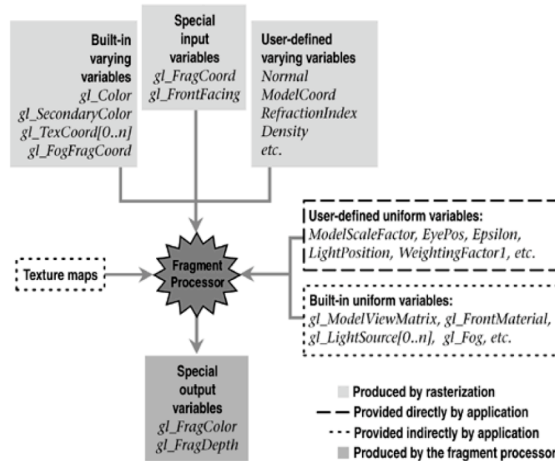 Built-in
varying
variables
gl_Color
gl_SecondaryColor
gl_TexCoord[0..n]
gl_FogFragCoord
Special
input
variables
gl_FragCoord
gl_FrontFacing
User-defined
varying variables
Normal
ModelCoord
RefractionIndex
Density
etc.
Texture maps
Fragment
Processor
User-defined uniform variables:
ModelScaleFactor, EyePos, Epsilon,
LightPosition, WeightingFactor1, etc.
Built-in uniform variables:
gl_ModelViewMatrix, gl_FrontMaterial,
gl_LightSource[0..n], gl_Fog, etc.
Special
output
variables
gl_FragColor
gl_FragDepth
Produced by rasterization
Provided directly by application
Provided indirectly by application
Produced by the fragment processor